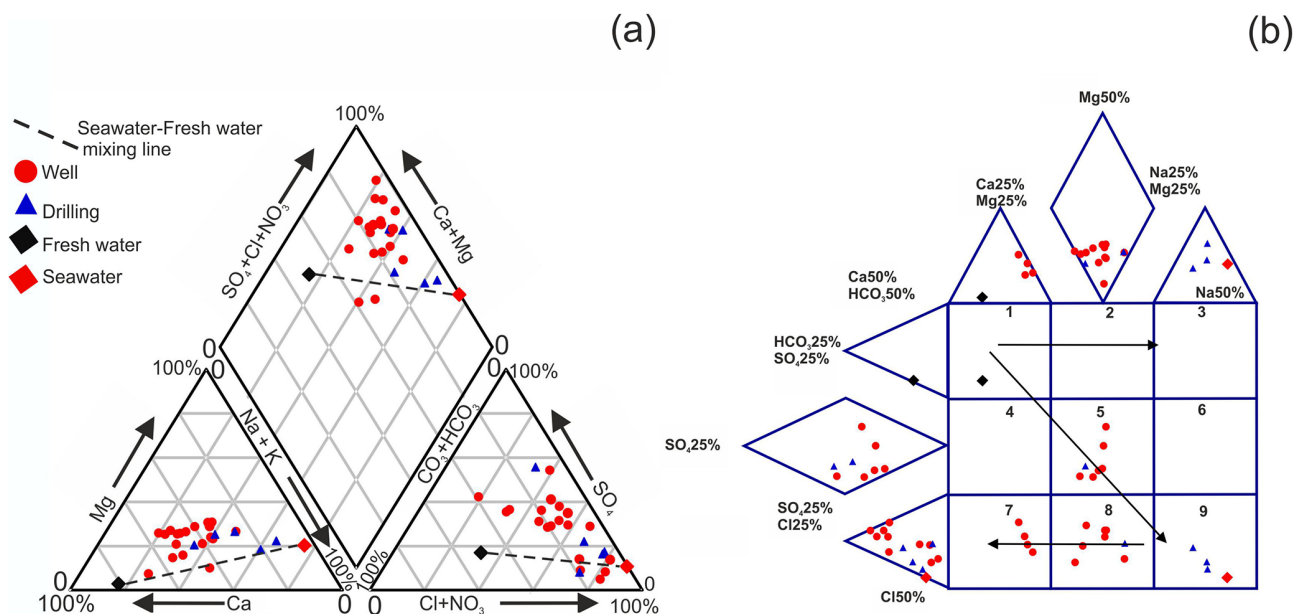 (a)
Seawater-Fresh water
mixing line
Well
Drilling
Fresh water
Seawater
100%
SO₄+Cl+NO₃
Ca+Mg
0
0
100%
0
0
100%
Mg
Na + K
CO₃+HCO₃
SO₄
0
100%
100%
0
100%
Ca
0
0
Cl+NO₃
100%
(b)
Mg50%
Na25%
Mg25%
Ca25%
Mg25%
Ca50%
HCO₃50%
Na50%
1
2
3
HCO₃25%
SO₄25%
4
5
6
SO₄25%
SO₄25%
Cl25%
7
8
9
Cl50%